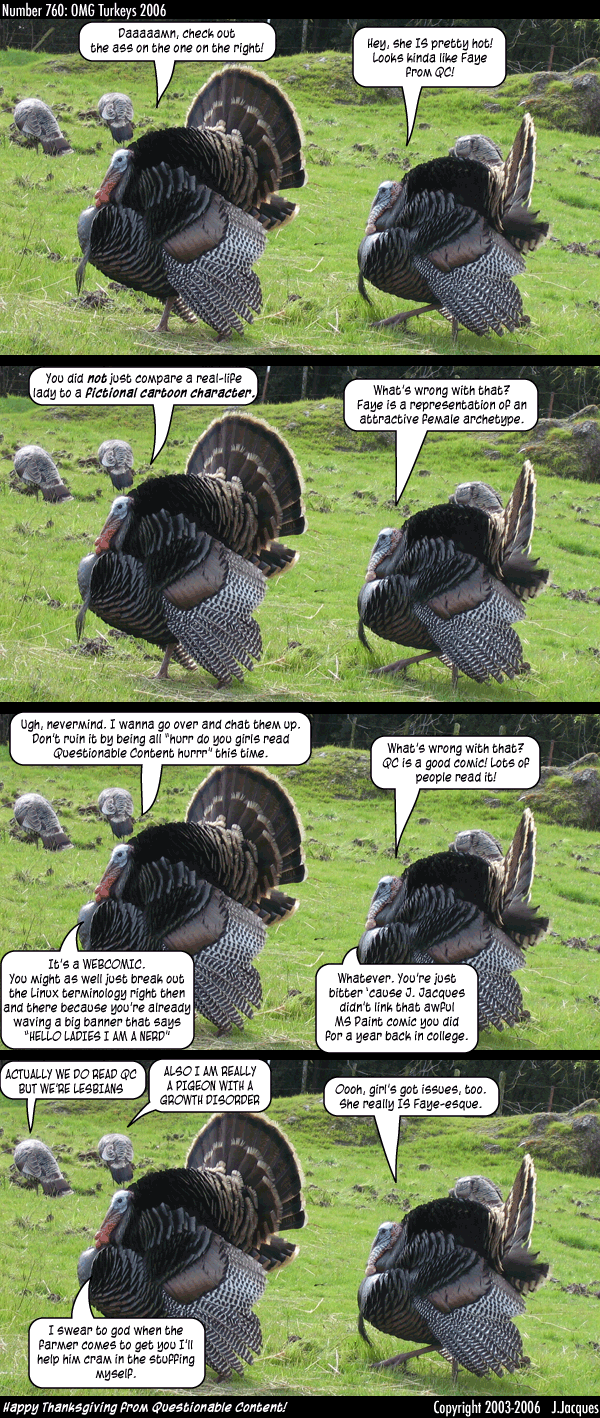 Number 760: OMG Turkeys 2006
Daaaaamn, check out
the ass on the one on the right!
Hey, she IS pretty hot!
Looks kinda like Faye
from QC!
You did not just compare a real-life
lady to a fictional cartoon character.
What's wrong with that?
Faye is a representation of an
attractive female archetype.
Ugh, nevermind. I wanna go over and chat them up.
Don't ruin it by being all "hurr do you girls read
Questionable Content hurrr" this time.
What's wrong with that?
QC is a good comic! Lots of
people read it!
It's a WEBCOMIC.
You might as well just break out
the Linux terminology right then
and there because you're already
waving a big banner that says
"HELLO LADIES I AM A NERD"
Whatever. You're just
bitter 'cause J. Jacques
didn't link that awful
MS Paint comic you did
for a year back in college.
ACTUALLY WE DO READ QC
BUT WE'RE LESBIANS
ALSO I AM REALLY
A PIGEON WITH A
GROWTH DISORDER
Oooh, girl's got issues, too.
She really IS Faye-esque.
I swear to god when the
farmer comes to get you I'll
help him cram in the stuffing
myself.
Happy Thanksgiving from Questionable Content!
Copyright 2003-2006 J.Jacques